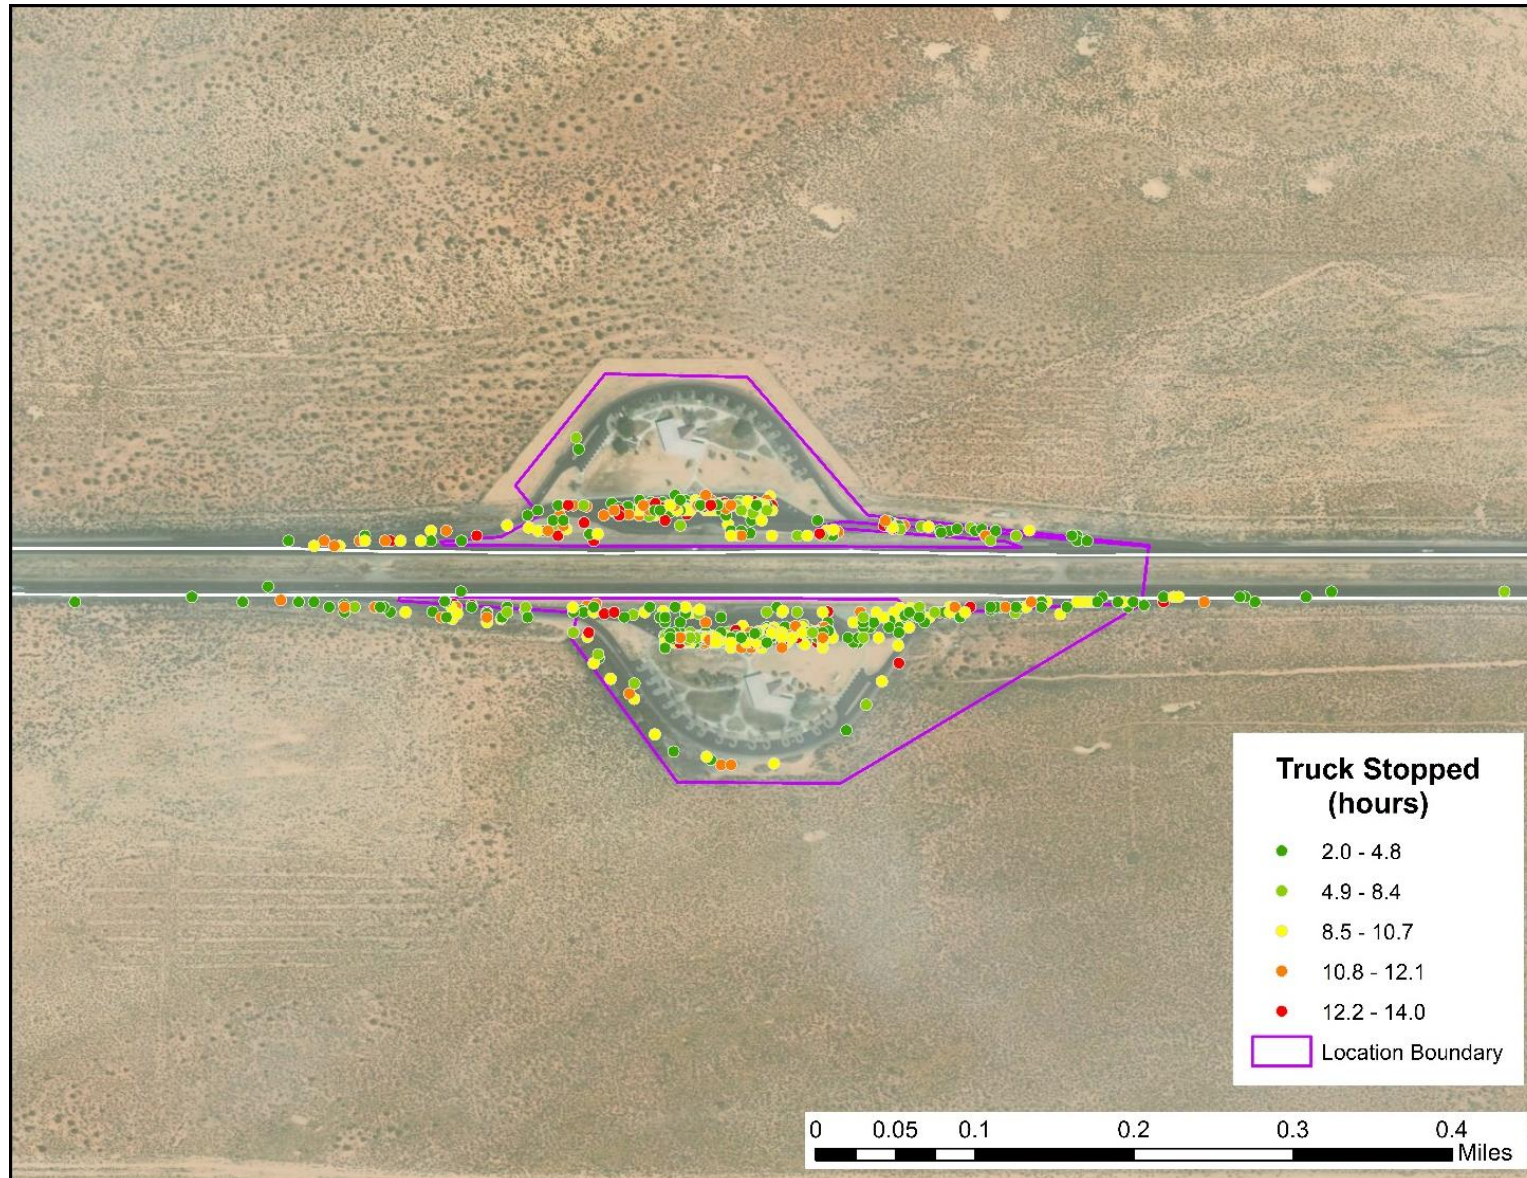 Truck Stopped
(hours)
2.0 - 4.8
4.9 - 8.4
8.5 - 10.7
10.8 - 12.1
12.2 - 14.0
Location Boundary
0 0.05 0.1 0.2 0.3 0.4
Miles